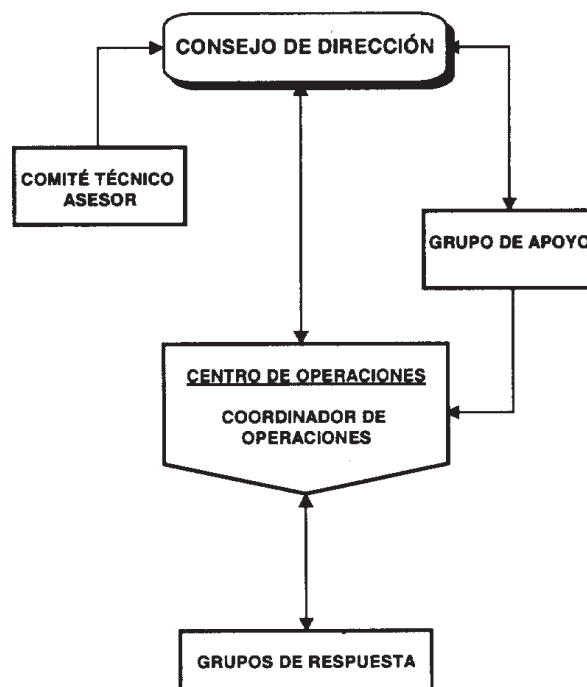 CONSEJO DE DIRECCIÓN
COMITÉ TÉCNICO
ASESOR
GRUPO DE APOYO
CENTRO DE OPERACIONES
COORDINADOR DE
OPERACIONES
GRUPOS DE RESPUESTA